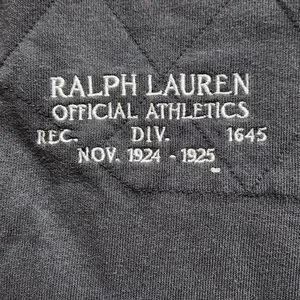 RALPH LAUREN
OFFICIAL ATHLETICS
REC. DIV. 1645
NOV. 1924 - 1925